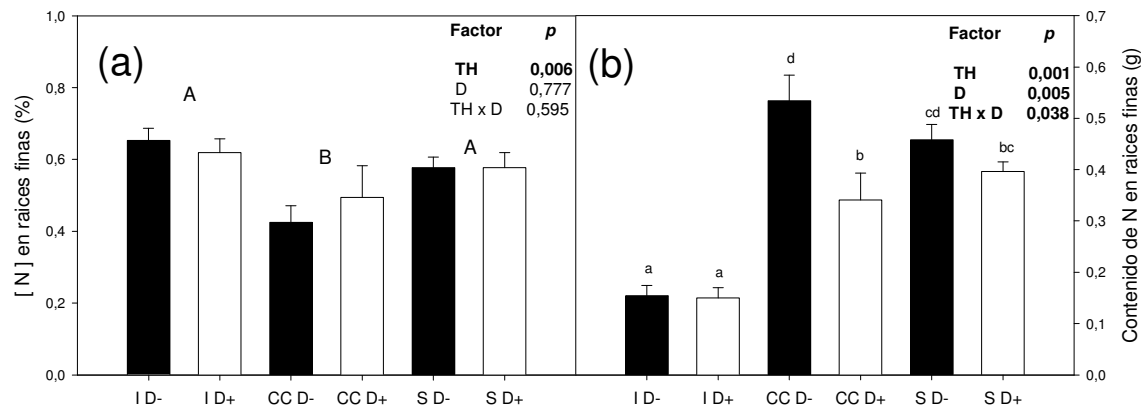 [ N ] en raices finas (%)
1,0
0,8
0,6
0,4
0,2
0,0
(a)
Factor p
TH 0,006
D 0,777
TH x D 0,595
A
B
A
I D- I D+ CC D- CC D+ S D- S D+
(b)
Factor p
TH 0,001
D 0,005
TH x D 0,038
a
a
d
b
cd
bc
I D- I D+ CC D- CC D+ S D- S D+
0,7
0,6
0,5
0,4
0,3
0,2
0,1
0,0
Contenido de N en raices finas (g)